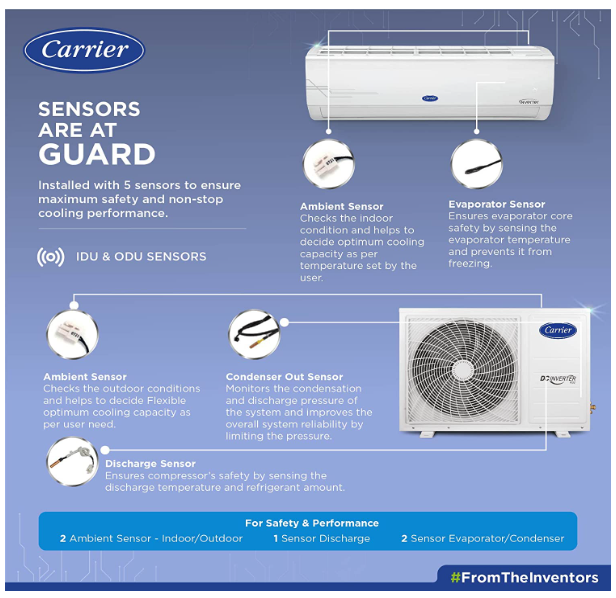 Carrier
SENSORS
ARE AT
GUARD
Installed with 5 sensors to ensure
maximum safety and non-stop
cooling performance.
IDU & ODU SENSORS
Carrier
Inverter
Ambient Sensor
Checks the indoor
condition and helps to
decide optimum cooling
capacity as per
temperature set by the
user.
Evaporator Sensor
Ensures evaporator core
safety by sensing the
evaporator temperature
and prevents it from
freezing.
Carrier
Ambient Sensor
Checks the outdoor conditions
and helps to decide Flexible
optimum cooling capacity as
per user need.
Condenser Out Sensor
Monitors the condensation
and discharge pressure of
the system and improves the
overall system reliability by
limiting the pressure.
Discharge Sensor
Ensures compressor's safety by sensing the
discharge temperature and refrigerant amount.
For Safety & Performance
2 Ambient Sensor - Indoor/Outdoor 1 Sensor Discharge 2 Sensor Evaporator/Condenser
#FromTheInventors